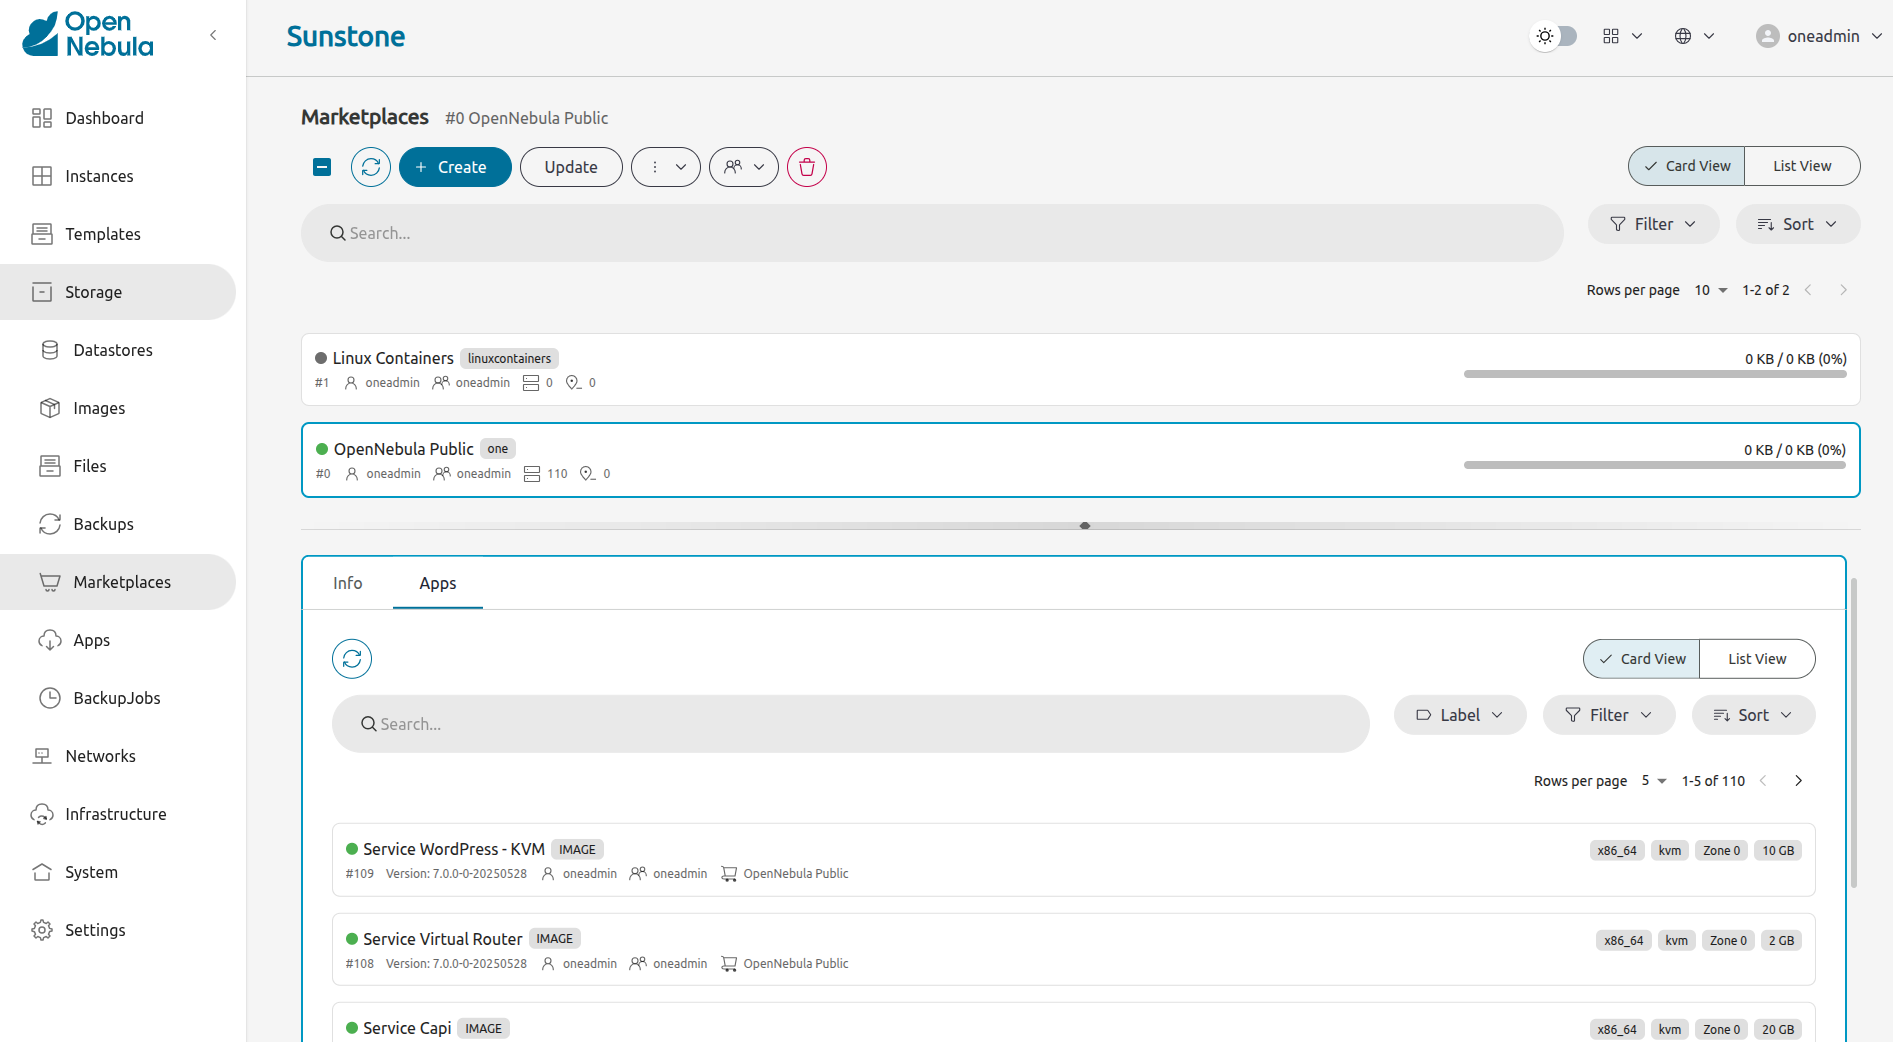 Open
Nebula
Sunstone
oneadmin
Dashboard
Instances
Templates
Storage
Datastores
Images
Files
Backups
Marketplaces
Apps
BackupJobs
Networks
Infrastructure
System
Settings
Marketplaces #0 OpenNebula Public
+ Create Update Card View List View
Search... Filter Sort
Rows per page 10 1-2 of 2
Linux Containers linuxcontainers 0 KB / 0 KB (0%)
#1 oneadmin oneadmin 0 0
OpenNebula Public one 0 KB / 0 KB (0%)
#0 oneadmin oneadmin 110 0
Info Apps
Card View List View
Search... Label Filter Sort
Rows per page 5 1-5 of 110
Service WordPress - KVM IMAGE x86_64 kvm Zone 0 10 GB
#109 Version: 7.0.0-0-20250528 oneadmin oneadmin OpenNebula Public
Service Virtual Router IMAGE x86_64 kvm Zone 0 2 GB
#108 Version: 7.0.0-0-20250528 oneadmin oneadmin OpenNebula Public
Service Capi IMAGE x86_64 kvm Zone 0 20 GB